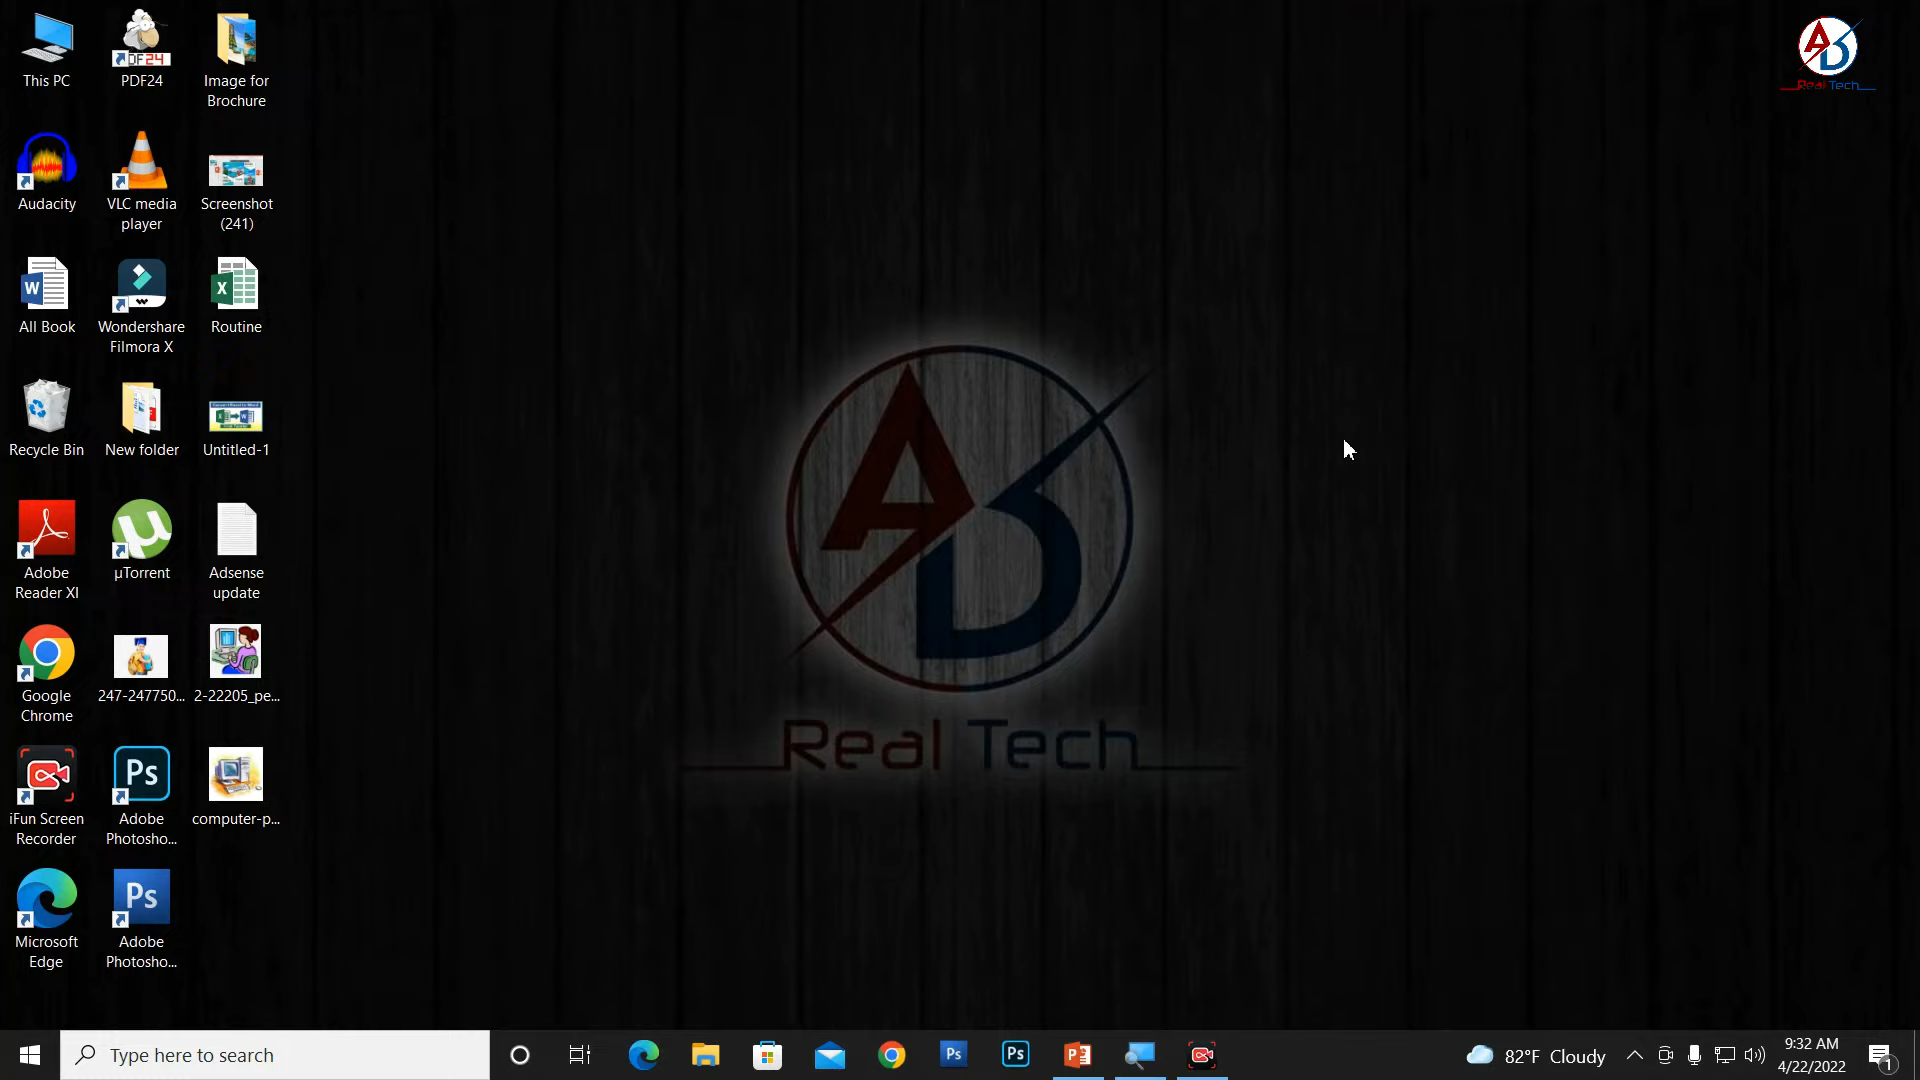 This PC
PDF24
Image for
Brochure
Audacity
VLC media
player
Screenshot
(241)
All Book
Wondershare
Filmora X
Routine
Recycle Bin
New folder
Untitled-1
Adobe
Reader XI
µTorrent
Adsense
update
Google
Chrome
247-247750...
2-22205_pe...
iFun Screen
Recorder
Adobe
Photosho...
computer-p...
Microsoft
Edge
Adobe
Photosho...
Real Tech
Real Tech
Type here to search
82°F Cloudy
9:32 AM
4/22/2022
1